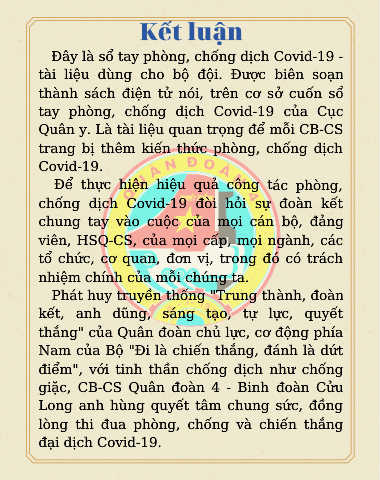 Kết luận
Đây là sổ tay phòng, chống dịch Covid-19 -
tài liệu dùng cho bộ đội. Được biên soạn
thành sách điện tử nói, trên cơ sở cuốn sổ
tay phòng, chống dịch Covid-19 của Cục
Quân y. Là tài liệu quan trọng để mỗi CB-CS
trang bị thêm kiến thức phòng, chống dịch
Covid-19.
Để thực hiện hiệu quả công tác phòng,
chống dịch Covid-19 đòi hỏi sự đoàn kết
chung tay vào cuộc của mọi cán bộ, đảng
viên, HSQ-CS, của mọi cấp, mọi ngành, các
tổ chức, cơ quan, đơn vị, trong đó có trách
nhiệm chính của mỗi chúng ta.
Phát huy truyền thống "Trung thành, đoàn
kết, anh dũng, sáng tạo, tự lực, quyết
thắng" của Quân đoàn chủ lực, cơ động phía
Nam của Bộ "Đi là chiến thắng, đánh là dứt
điểm", với tinh thần chống dịch như chống
giặc, CB-CS Quân đoàn 4 - Binh đoàn Cửu
Long anh hùng quyết tâm chung sức, đồng
lòng thi đua phòng, chống và chiến thắng
đại dịch Covid-19.
QUÂN ĐOÀN